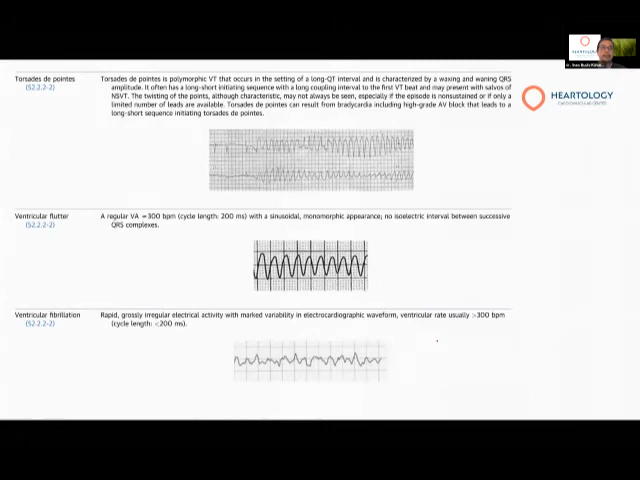 Torsades de pointes
(S2.2.2-2)
Torsades de pointes is polymorphic VT that occurs in the setting of a long-QT interval and is characterized by a waxing and waning QRS
amplitude. It often has a long-short initiating sequence with a long coupling interval to the first VT beat and may present with salvos of
NSVT. The twisting of the points, although characteristic, may not always be seen, especially if the episode is nonsustained or if only a
limited number of leads are available. Torsades de pointes can result from bradycardia including high-grade AV block that leads to a
long-short sequence initiating torsades de pointes.
HEARTOLOGY
CARDIOVASCULAR CENTER
Ventricular flutter
(S2.2.2-2)
A regular VA ≈300 bpm (cycle length: 200 ms) with a sinusoidal, monomorphic appearance; no isoelectric interval between successive
QRS complexes.
Ventricular fibrillation
(S2.2.2-2)
Rapid, grossly irregular electrical activity with marked variability in electrocardiographic waveform, ventricular rate usually >300 bpm
(cycle length: <200 ms).